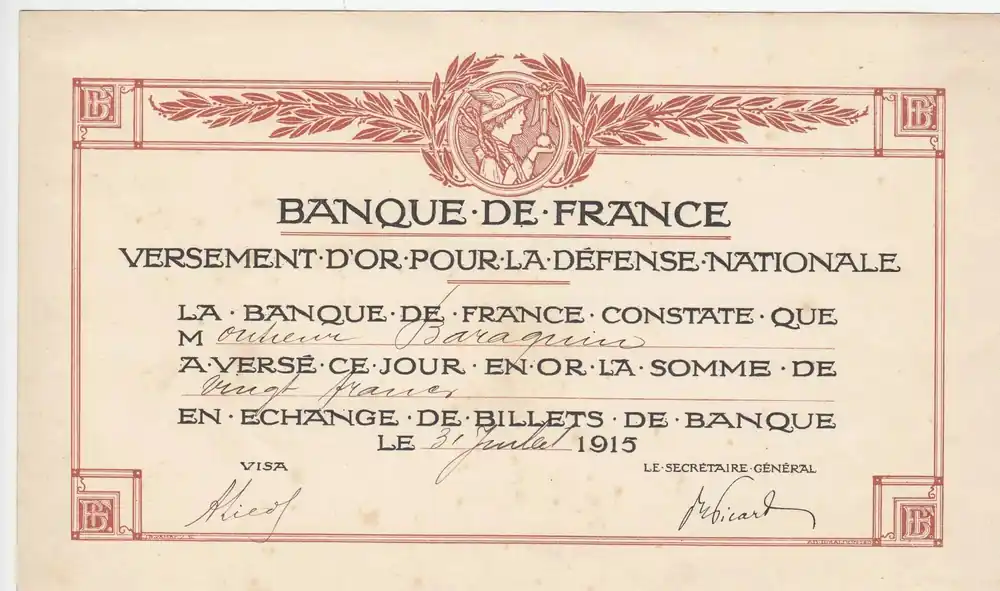 BANQUE·DE·FRANCE
VERSEMENT·D'OR·POUR·LA·DÉFENSE·NATIONALE
LA·BANQUE·DE·FRANCE·CONSTATE·QUE
Monsieur Baraquin
A·VERSÉ·CE·JOUR·EN·OR·LA·SOMME·DE
Vingt francs
EN·ECHANGE·DE·BILLETS·DE·BANQUE
LE 31 Juillet 1915
VISA LE·SECRÉTAIRE·GÉNÉRAL
Picard